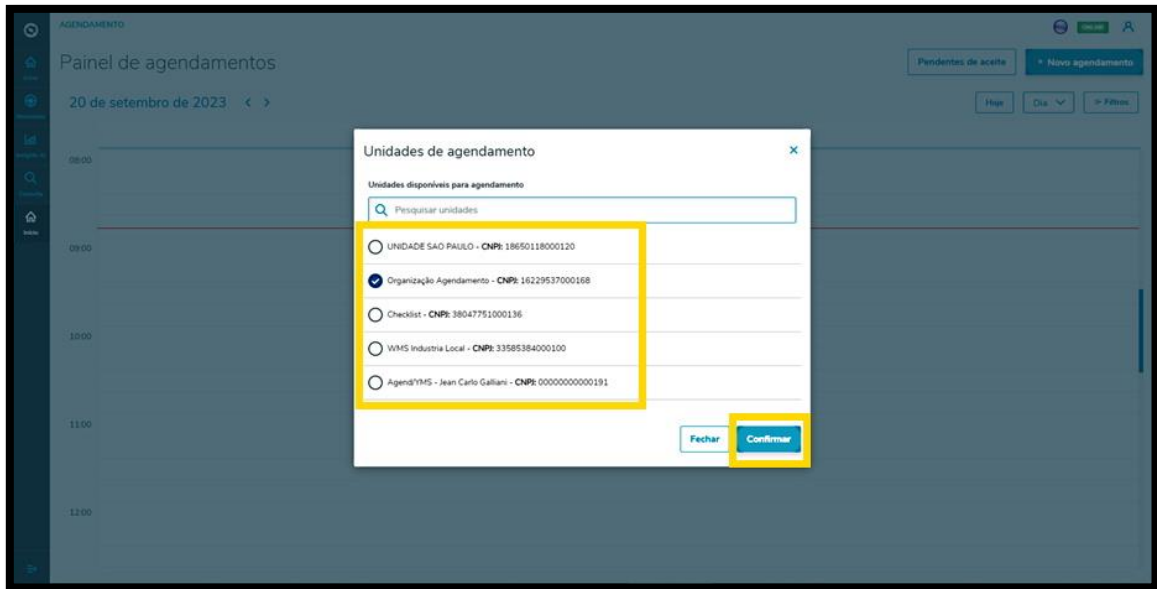 AGENDAMENTO
ONLINE
Painel de agendamentos
Pendentes de aceite
+ Novo agendamento
20 de setembro de 2023 < >
Hoje
Dia
Filtros
Unidades de agendamento
×
Unidades disponíveis para agendamento
Pesquisar unidades
UNIDADE SAO PAULO - CNPJ: 18650118000120
Organização Agendamento - CNPJ: 16229537000168
Checklist - CNPJ: 38047751000136
WMS Industria Local - CNPJ: 33585384000100
Agend/YMS - Jean Carlo Galliani - CNPJ: 00000000000191
Fechar
Confirmar
08:00
09:00
10:00
11:00
12:00
Início